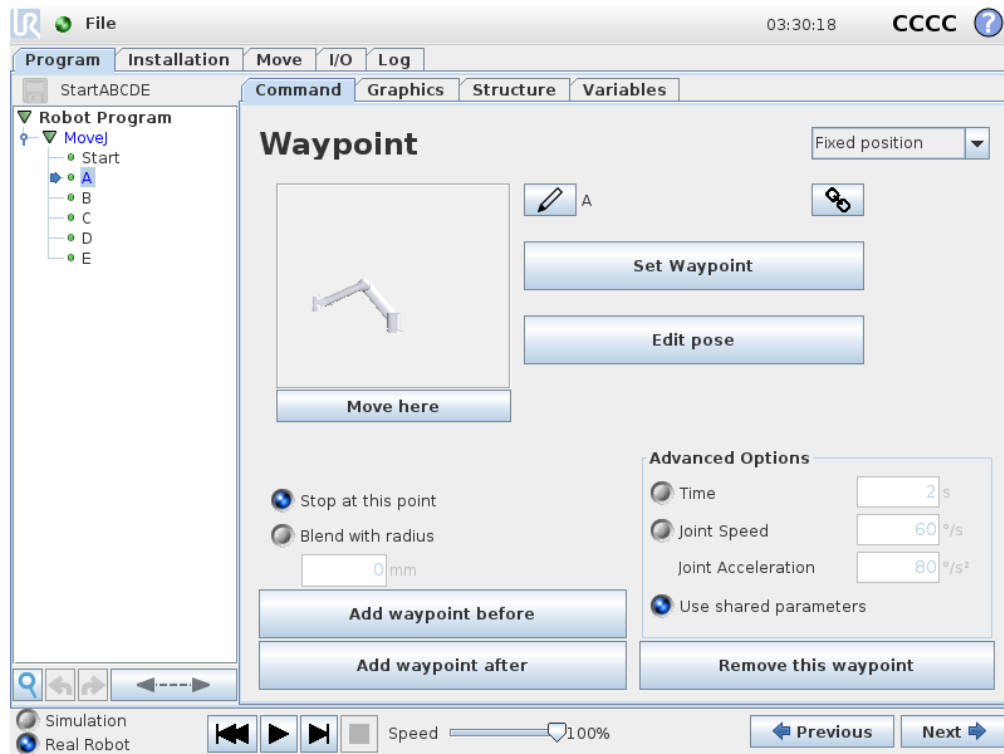 UR File 03:30:18 CCCC ?
Program Installation Move I/O Log
StartABCDE Command Graphics Structure Variables
Robot Program
MoveJ
Start
A
B
C
D
E
Waypoint Fixed position
A
Set Waypoint
Edit pose
Move here
Stop at this point
Blend with radius
0 mm
Advanced Options
Time 2 s
Joint Speed 60 °/s
Joint Acceleration 80 °/s²
Use shared parameters
Add waypoint before
Add waypoint after Remove this waypoint
Simulation
Real Robot
Speed 100% Previous Next